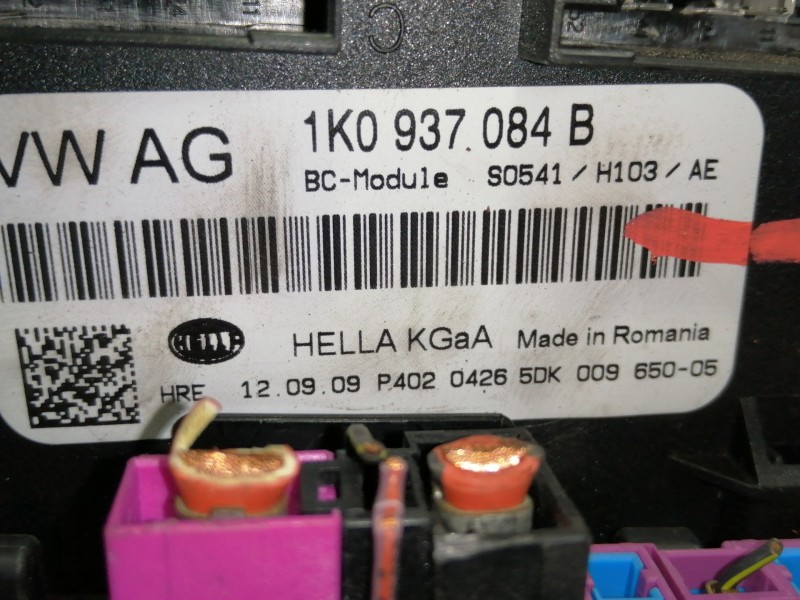 C
VW AG
1K0 937 084 B
BC-Module S0541 / H103 / AE
HELLA
HELLA KGaA Made in Romania
HRE 12.09.09 P402 0426 5DK 009 650-05